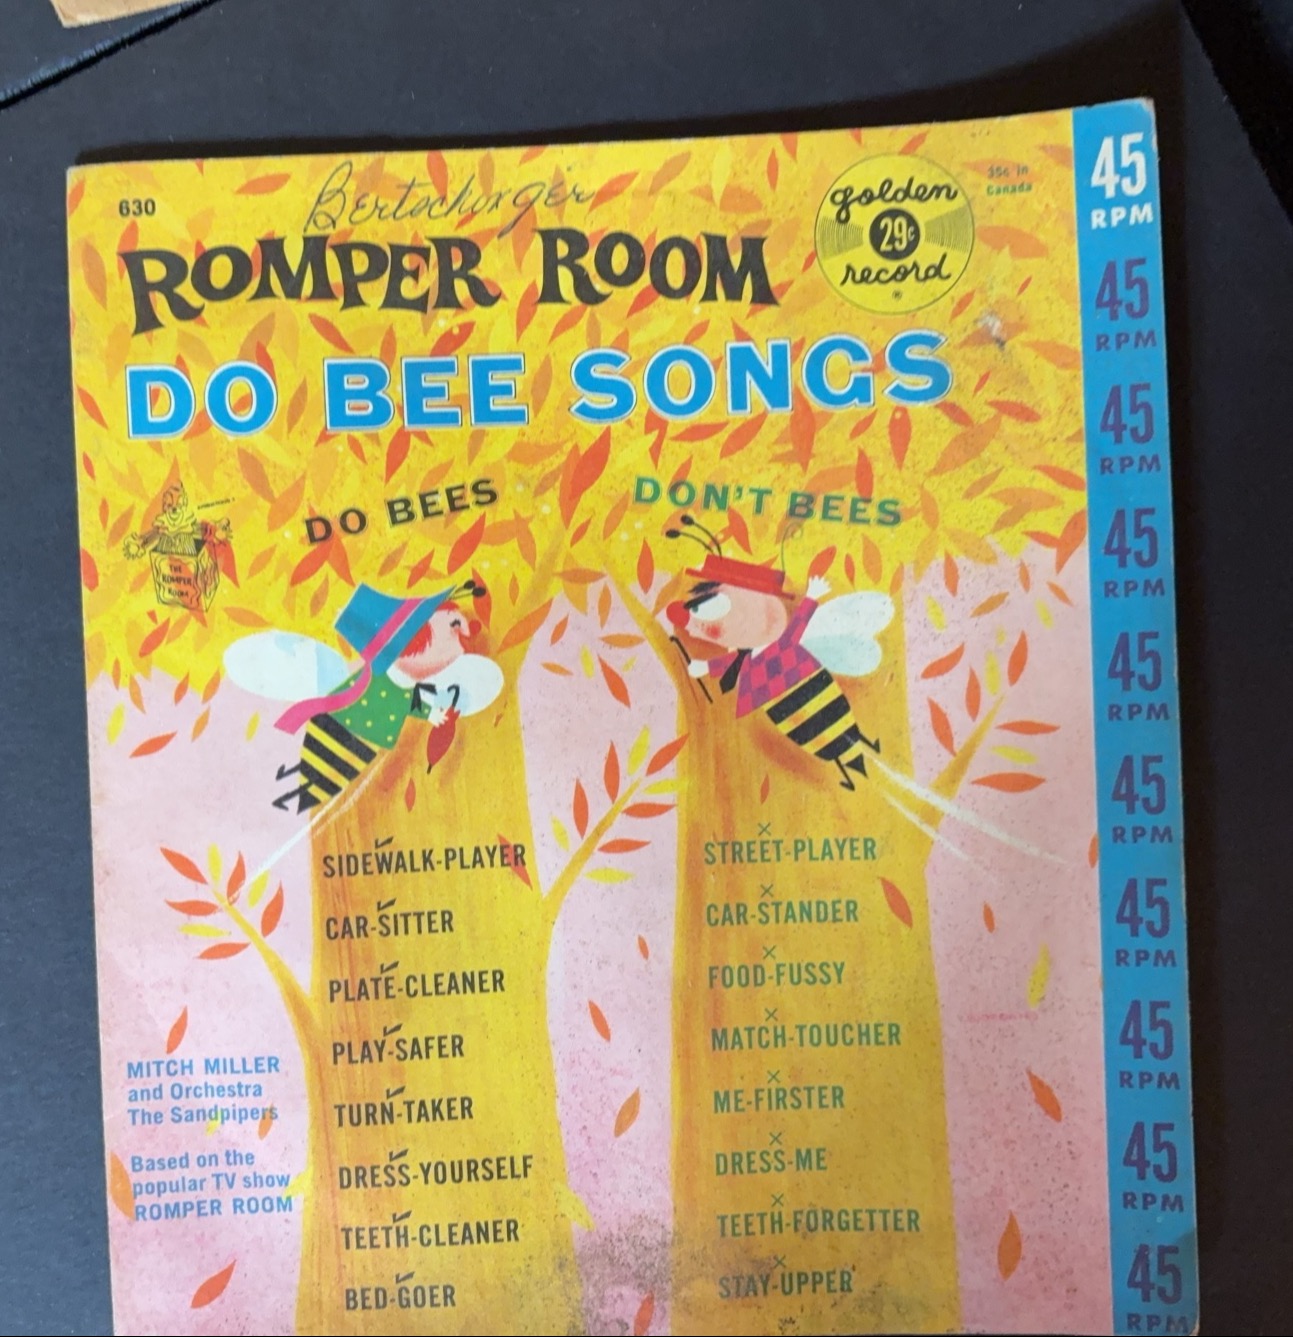 630
ROMPER ROOM
golden
29¢
record
35¢ in
Canada
DO BEE SONGS
DO BEES
DON'T BEES
THE
ROMPER
ROOM
SIDEWALK-PLAYER
CAR-SITTER
PLATE-CLEANER
PLAY-SAFER
TURN-TAKER
DRESS-YOURSELF
TEETH-CLEANER
BED-GOER
STREET-PLAYER
CAR-STANDER
FOOD-FUSSY
MATCH-TOUCHER
ME-FIRSTER
DRESS-ME
TEETH-FORGETTER
STAY-UPPER
MITCH MILLER
and Orchestra
The Sandpipers
Based on the
popular TV show
ROMPER ROOM
45
RPM
45
RPM
45
RPM
45
RPM
45
RPM
45
RPM
45
RPM
45
RPM
45
RPM
45
RPM